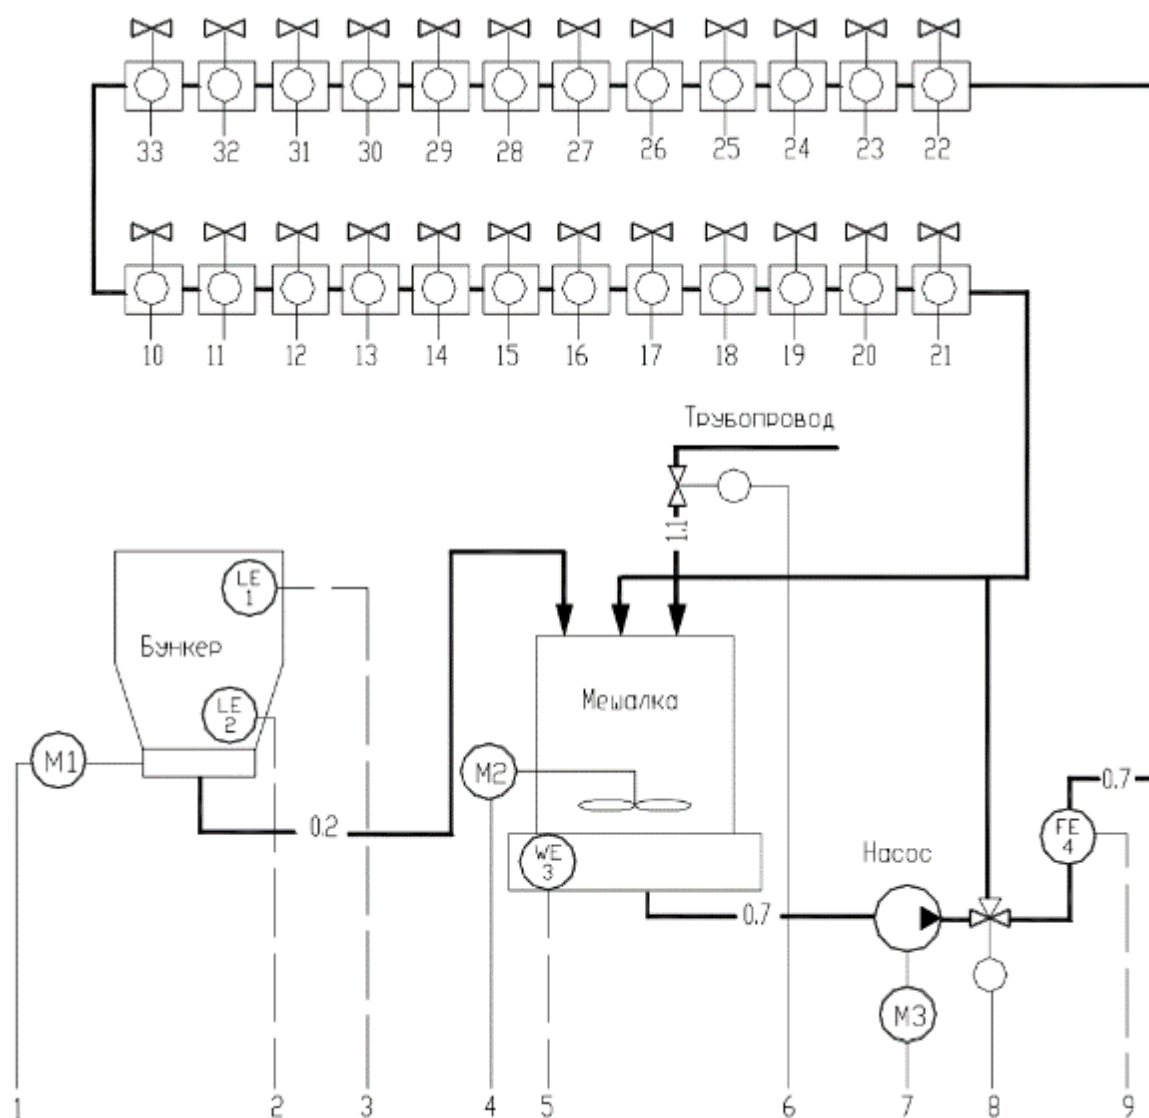 33 32 31 30 29 28 27 26 25 24 23 22
10 11 12 13 14 15 16 17 18 19 20 21
Трубопровод
1.1
LE
1
Бункер
LE
2
Мешалка
M1
M2
0.2
WE
3
Насос
0.7
FE
4
0.7
M3
1 2 3 4 5 6 7 8 9